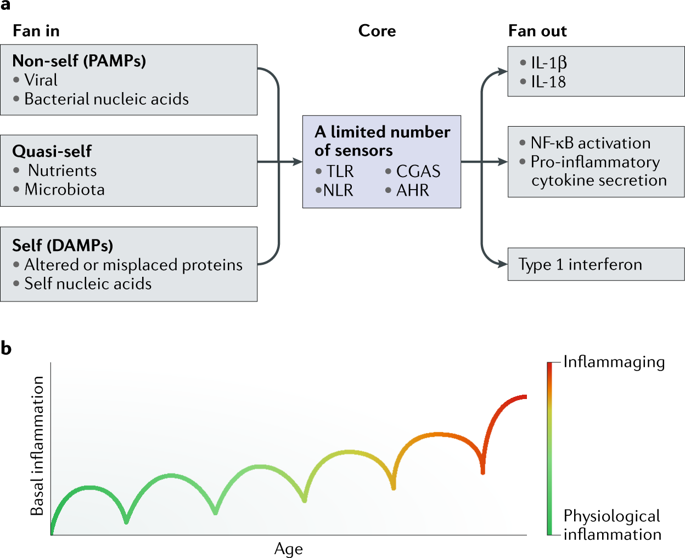 a
Fan in
Core
Fan out
Non-self (PAMPs)
• Viral
• Bacterial nucleic acids
Quasi-self
• Nutrients
• Microbiota
Self (DAMPs)
• Altered or misplaced proteins
• Self nucleic acids
A limited number
of sensors
• TLR • CGAS
• NLR • AHR
• IL-1β
• IL-18
• NF-κB activation
• Pro-inflammatory
cytokine secretion
Type 1 interferon
b
Basal inflammation
Age
Inflammaging
Physiological
inflammation